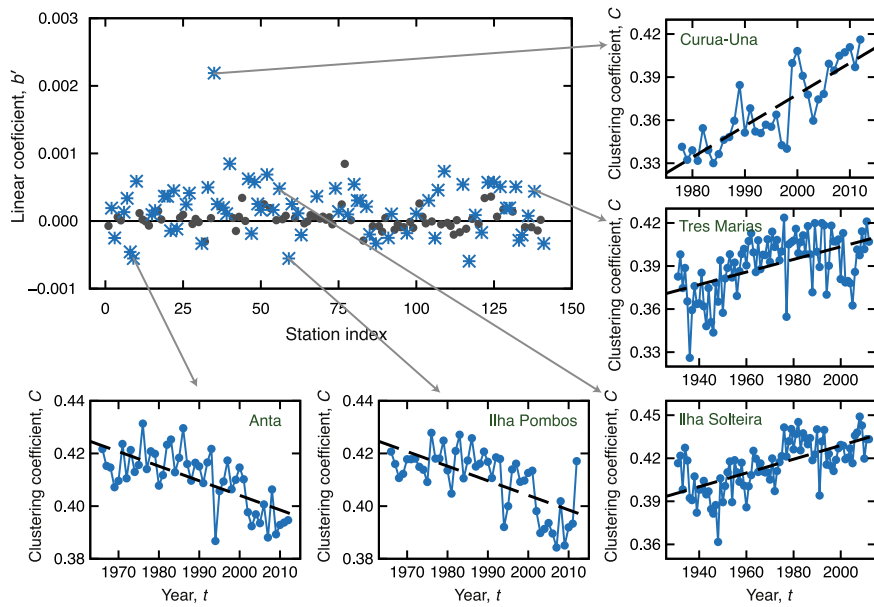 0.003
0.002
0.001
0.000
−0.001
Linear coeficient, b′
0 25 50 75 100 125 150
Station index
Curua-Una
Clustering coefficient, C
0.42
0.39
0.36
0.33
1980 1990 2000 2010
Tres Marias
Clustering coefficient, C
0.42
0.39
0.36
0.33
1940 1960 1980 2000
Anta
Clustering coefficient, C
0.44
0.42
0.40
0.38
1970 1980 1990 2000 2010
Year, t
Ilha Pombos
Clustering coefficient, C
0.44
0.42
0.40
0.38
1970 1980 1990 2000 2010
Year, t
Ilha Solteira
Clustering coefficient, C
0.45
0.42
0.39
0.36
1940 1960 1980 2000
Year, t